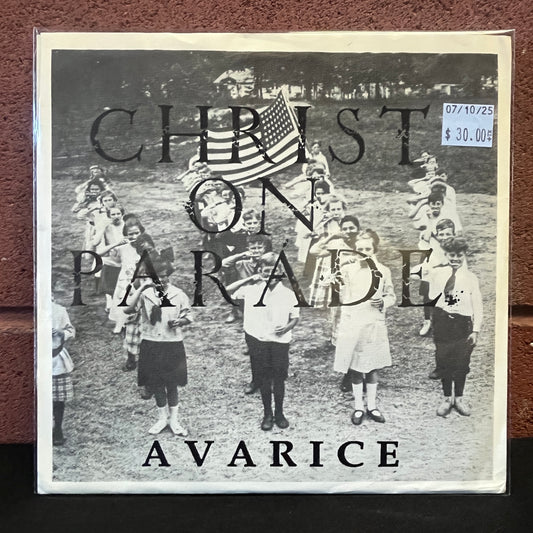 07/10/25
$ 30.00
CHRIST
ON
PARADE
AVARICE